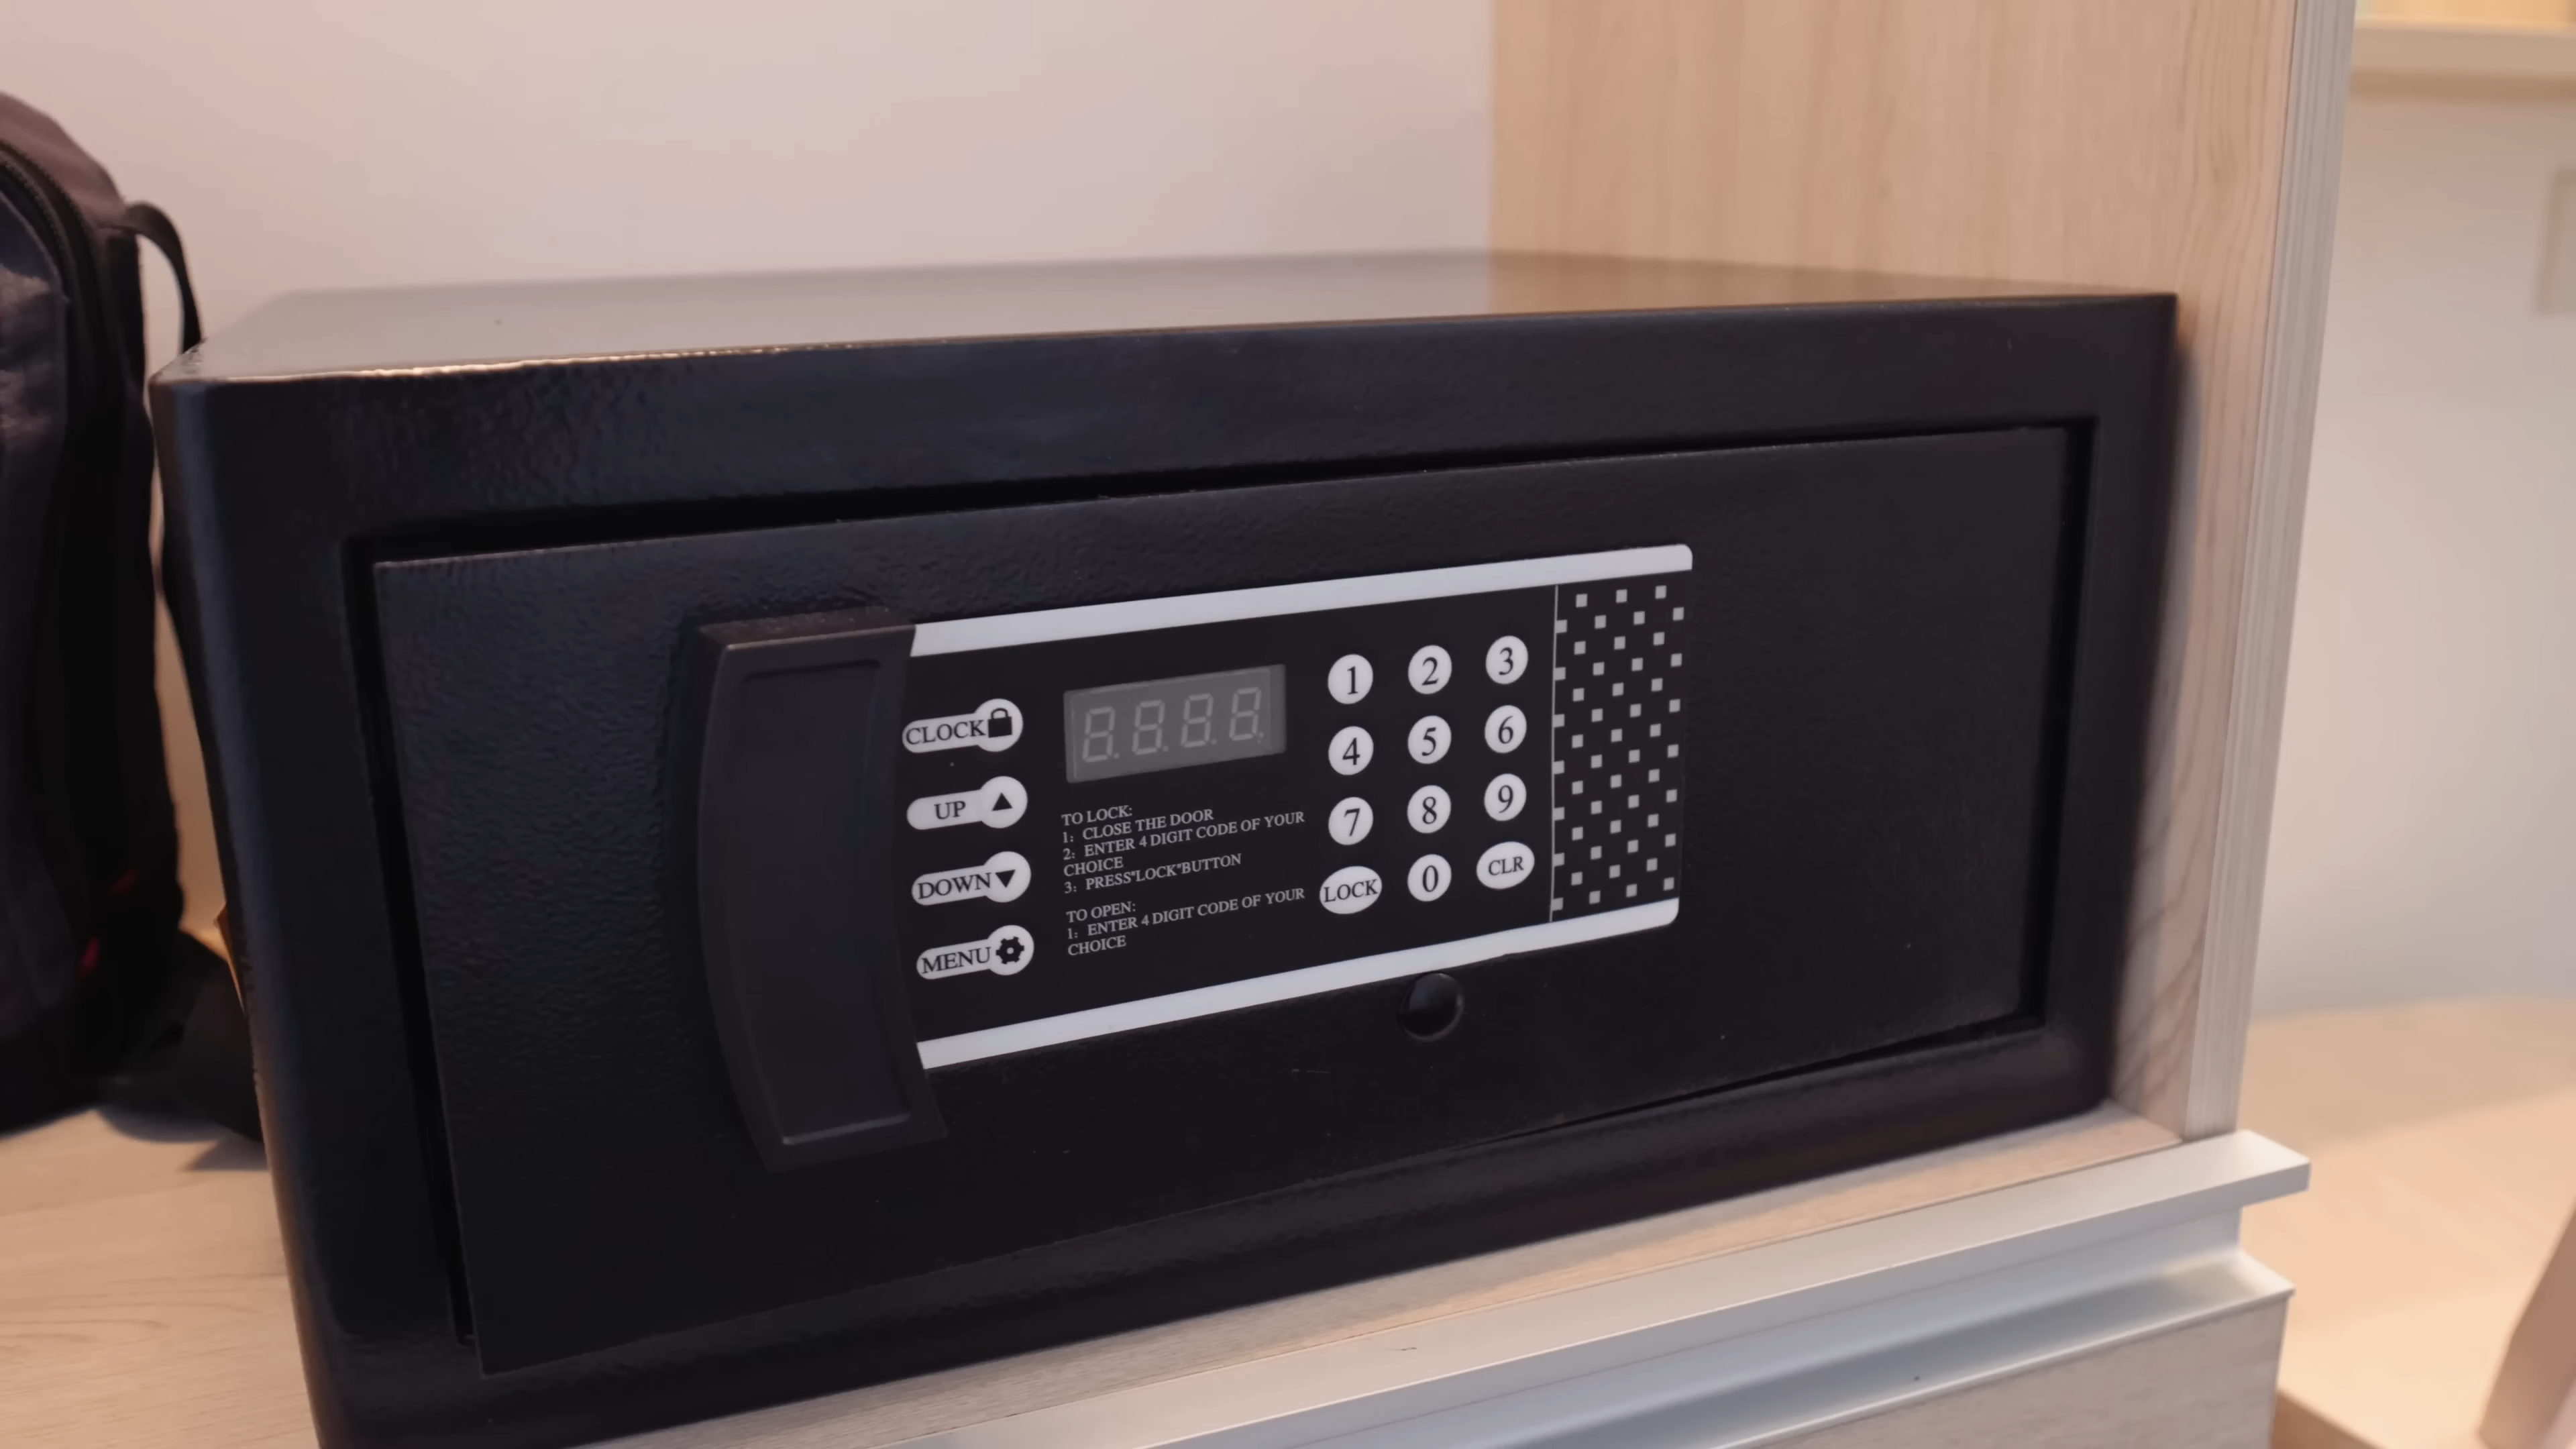 CLOCK
UP
DOWN
MENU
8.8.8.8.
TO LOCK:
1: CLOSE THE DOOR
2: ENTER 4 DIGIT CODE OF YOUR
CHOICE
3: PRESS"LOCK"BUTTON
TO OPEN:
1: ENTER 4 DIGIT CODE OF YOUR
CHOICE
1 2 3
4 5 6
7 8 9
LOCK 0 CLR